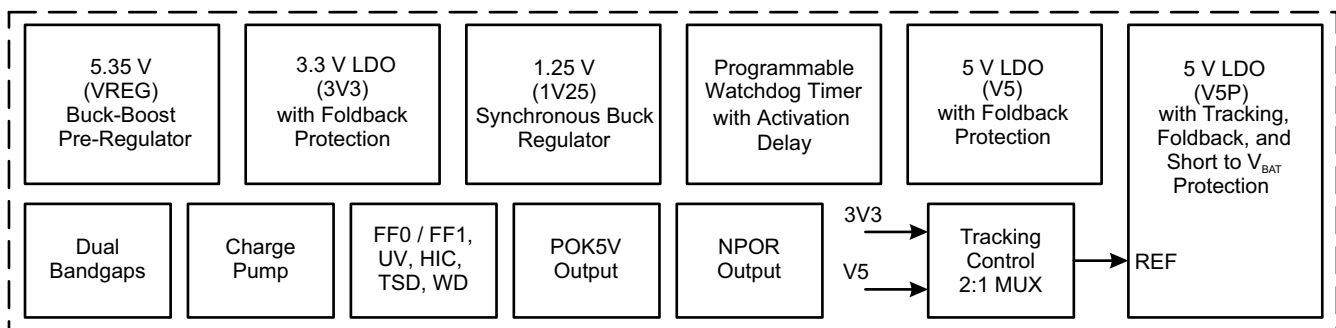 5.35 V
(VREG)
Buck-Boost
Pre-Regulator
3.3 V LDO
(3V3)
with Foldback
Protection
1.25 V
(1V25)
Synchronous Buck
Regulator
Programmable
Watchdog Timer
with Activation
Delay
5 V LDO
(V5)
with Foldback
Protection
5 V LDO
(V5P)
with Tracking,
Foldback, and
Short to VBAT
Protection
Dual
Bandgaps
Charge
Pump
FF0 / FF1,
UV, HIC,
TSD, WD
POK5V
Output
NPOR
Output
3V3
V5
Tracking
Control
2:1 MUX
REF